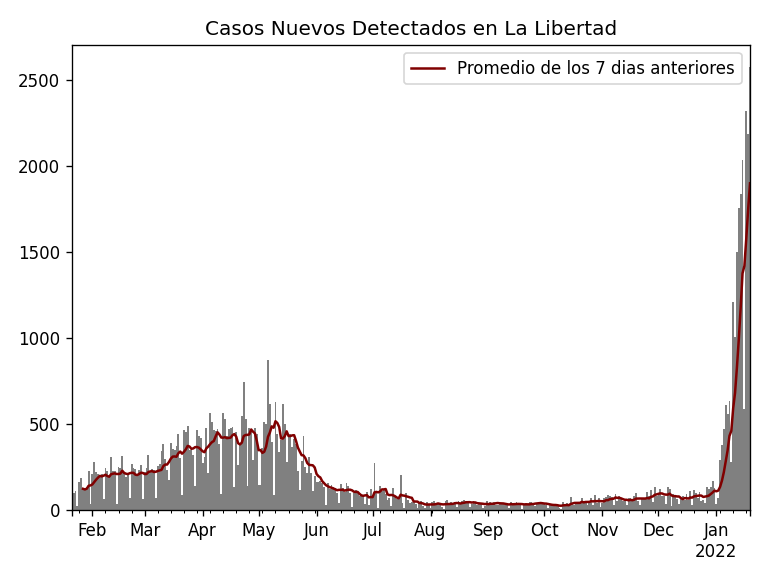 Casos Nuevos Detectados en La Libertad
Promedio de los 7 dias anteriores
2500
2000
1500
1000
500
0
Feb Mar Apr May Jun Jul Aug Sep Oct Nov Dec Jan
2022